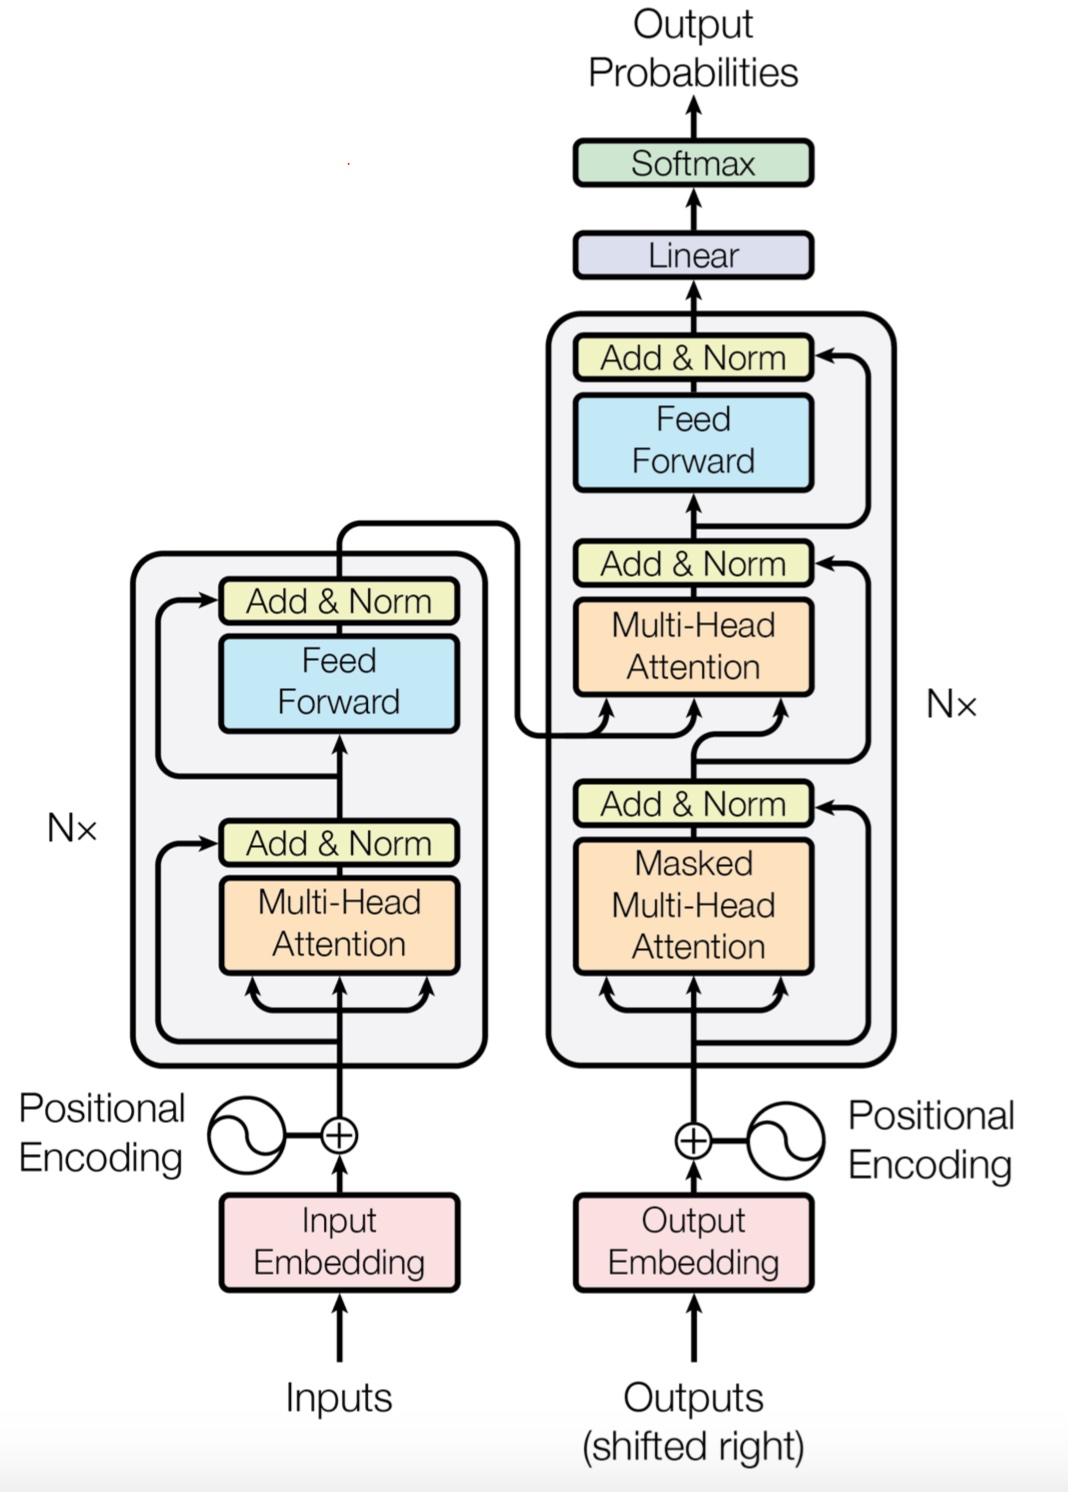 Output
Probabilities
Softmax
Linear
Add & Norm
Feed
Forward
Add & Norm
Multi-Head
Attention
Add & Norm
Masked
Multi-Head
Attention
Nx
Add & Norm
Feed
Forward
Add & Norm
Multi-Head
Attention
Nx
Positional
Encoding
Positional
Encoding
Input
Embedding
Output
Embedding
Inputs
Outputs
(shifted right)